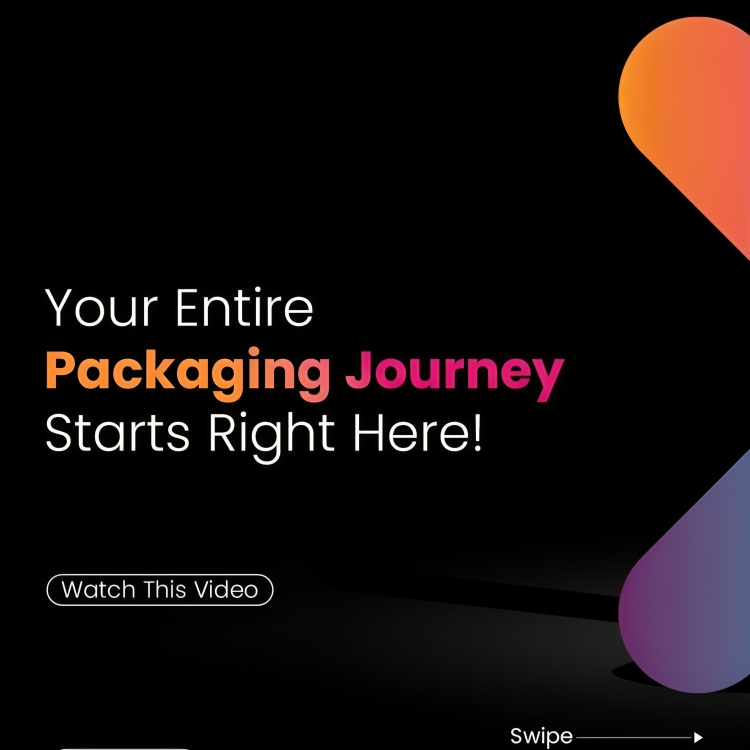 Your Entire
Packaging Journey
Starts Right Here!
Watch This Video
Swipe